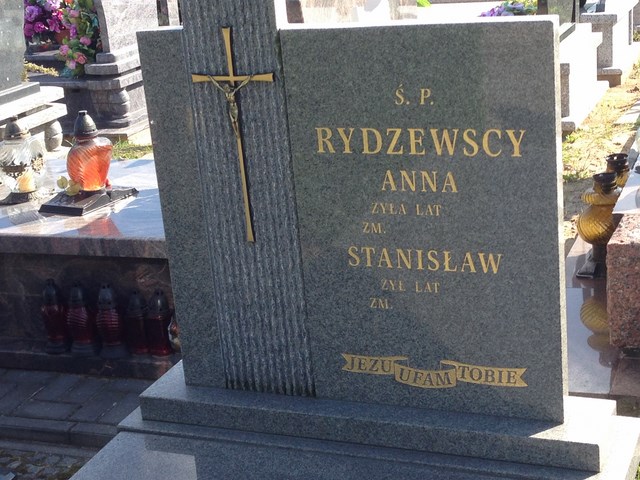 Ś. P.
RYDZEWSCY
ANNA
ŻYŁA LAT
ZM.
STANISŁAW
ŻYŁ LAT
ZM.
JEZU UFAM TOBIE